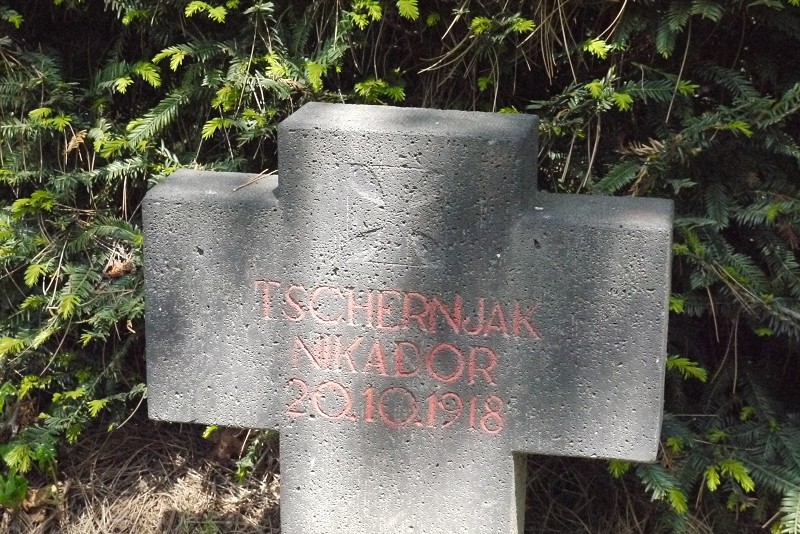 TSCHERNJAK
NIKADOR
20.10.1918